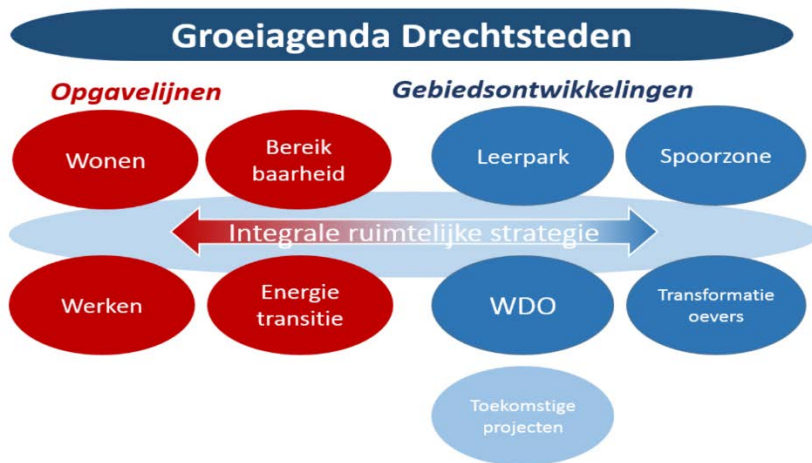 Groeiagenda Drechtsteden
Opgavelijnen
Gebiedsontwikkelingen
Wonen
Bereik
baarheid
Leerpark
Spoorzone
Integrale ruimtelijke strategie
Werken
Energie
transitie
WDO
Transformatie
oevers
Toekomstige
projecten